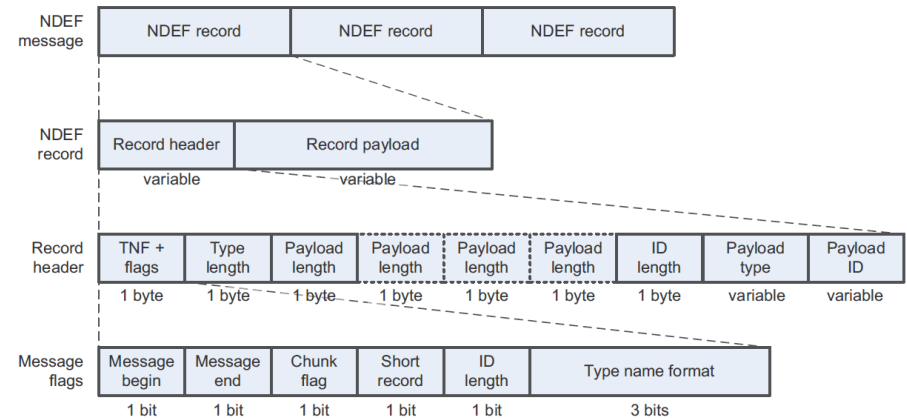 NDEF message
NDEF record NDEF record NDEF record
NDEF record
Record header Record payload
variable variable
Record header
TNF + flags Type length Payload length Payload length Payload length Payload length ID length Payload type Payload ID
1 byte 1 byte 1 byte 1 byte 1 byte 1 byte 1 byte variable variable
Message flags
Message begin Message end Chunk flag Short record ID length Type name format
1 bit 1 bit 1 bit 1 bit 1 bit 3 bits